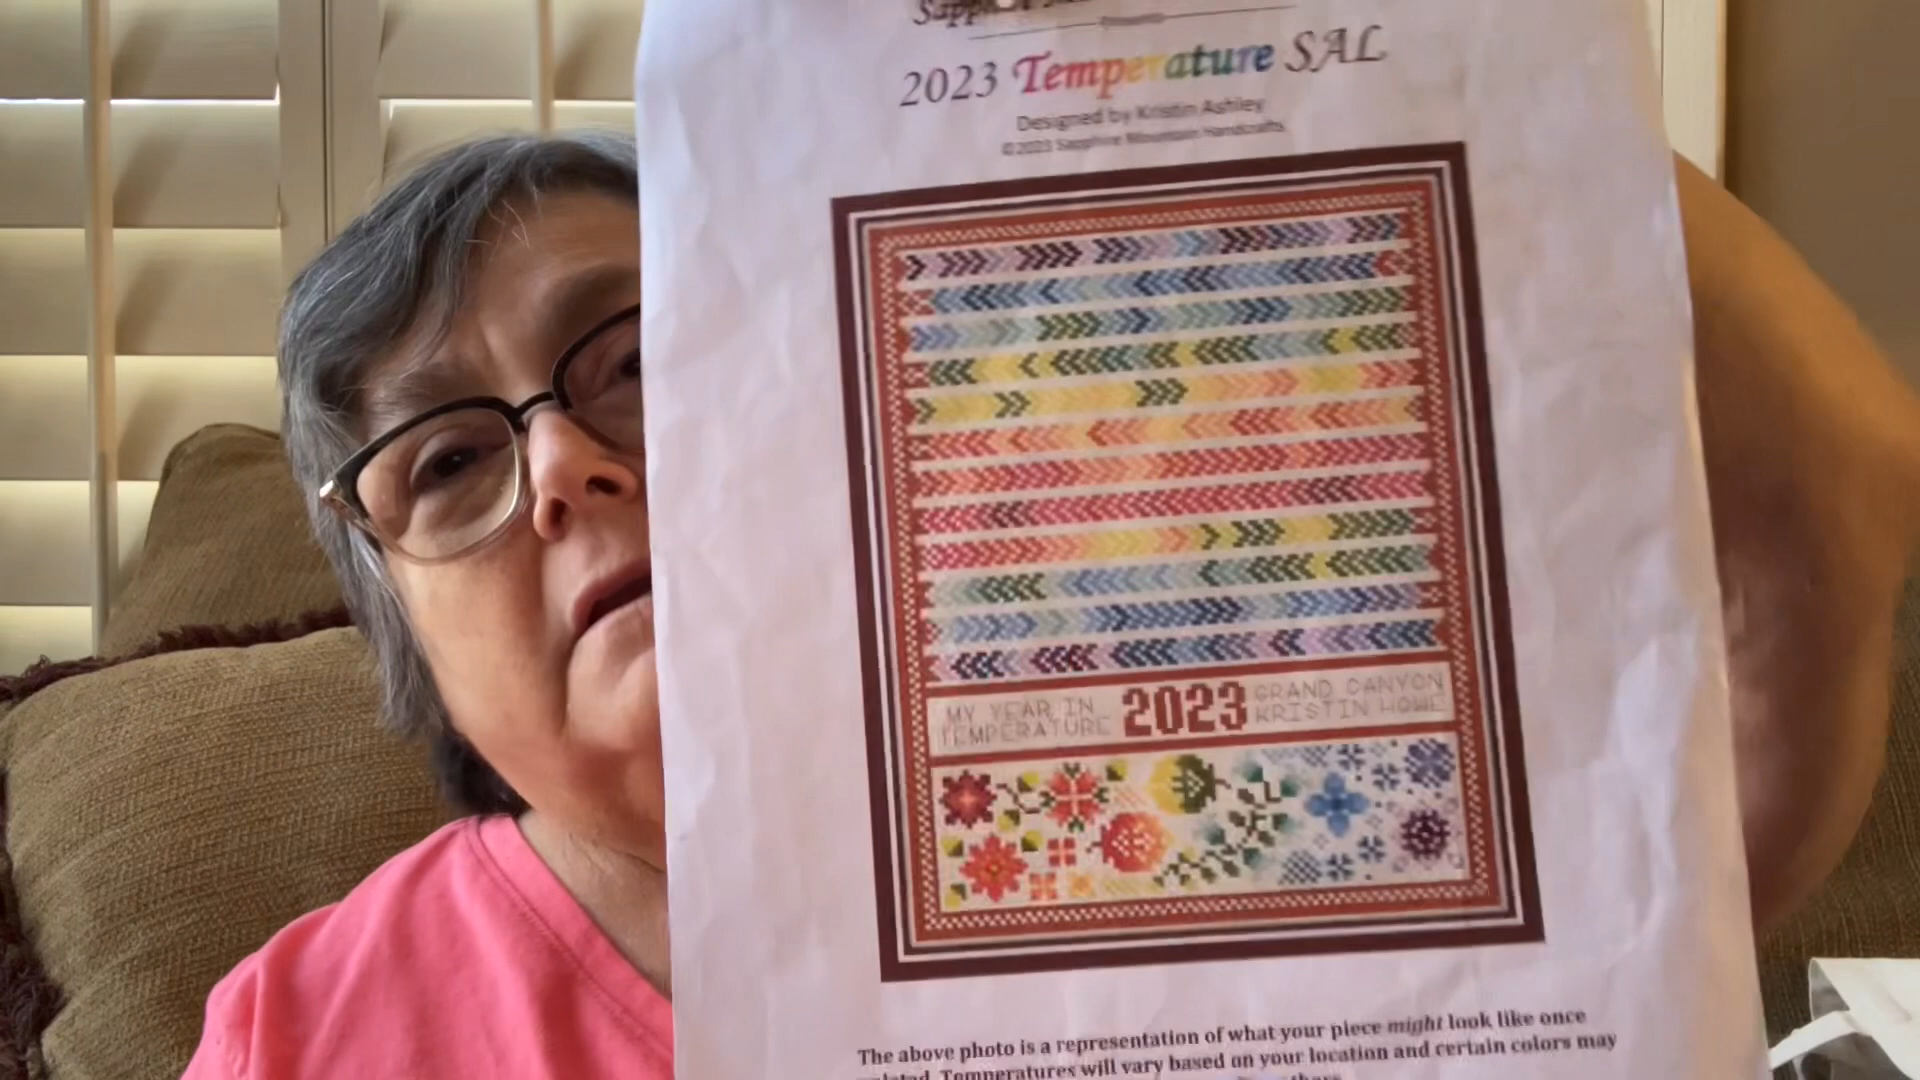 2023 Temperature SAL
Designed by Kristin Ashley
©2023 Sapphire Mountain Handcrafts
MY YEAR IN TEMPERATURE
2023
GRAND CANYON
KRISTIN HOWE
The above photo is a representation of what your piece might look like once
Temperatures will vary based on your location and certain colors may